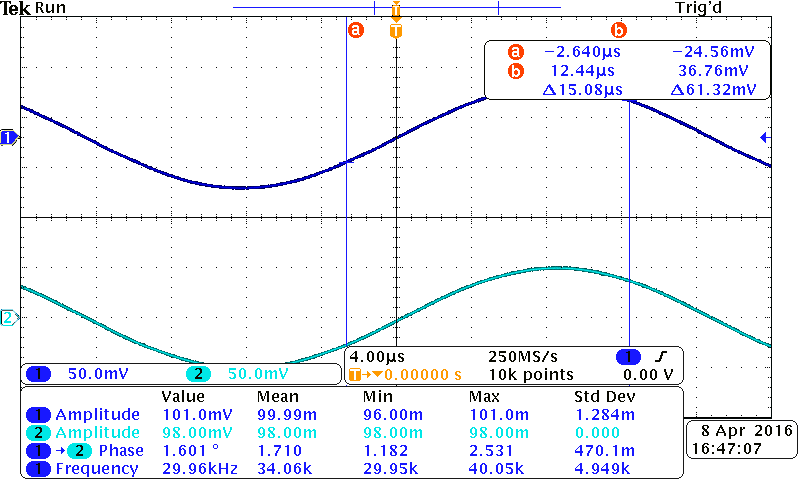 Tek Run Trig'd
T
a T b
a −2.640µs −24.56mV
b 12.44µs 36.76mV
Δ15.08µs Δ61.32mV
1
2
4.00µs 250MS/s 1 ƒ
1 50.0mV 2 50.0mV T→▼0.00000 s 10k points 0.00 V
Value Mean Min Max Std Dev
1 Amplitude 101.0mV 99.99m 96.00m 101.0m 1.284m
2 Amplitude 98.00mV 98.00m 98.00m 98.00m 0.000
1 → 2 Phase 1.601 ° 1.710 1.182 2.531 470.1m
1 Frequency 29.96kHz 34.06k 29.95k 40.05k 4.949k
8 Apr 2016
16:47:07